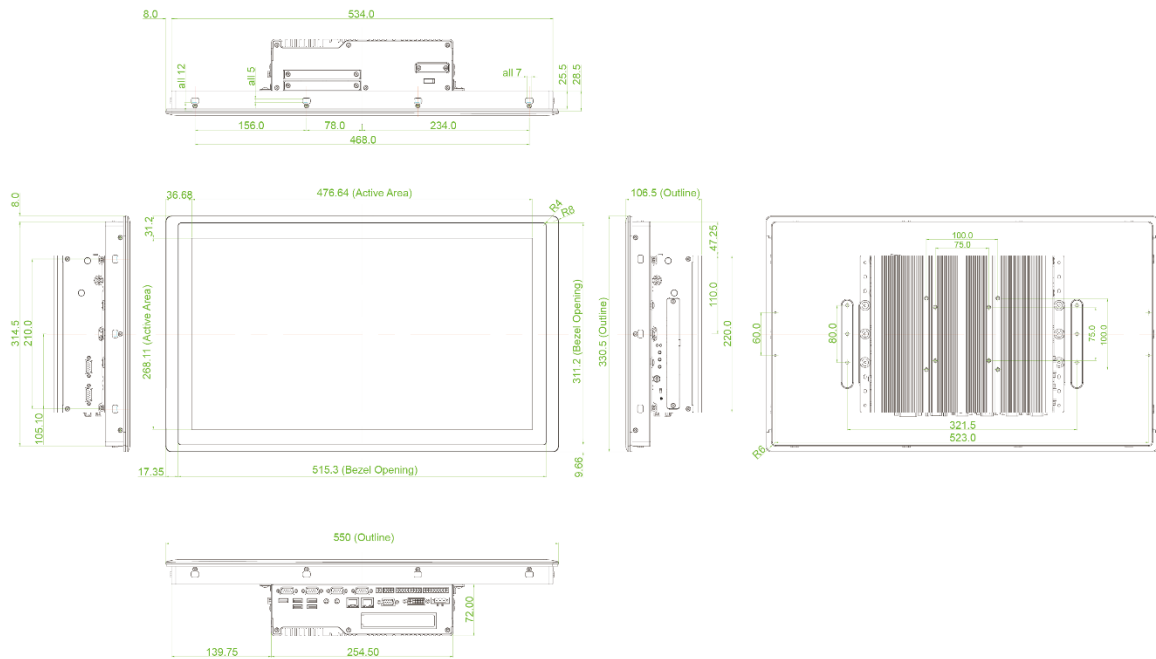 8.0
534.0
all 12
all 5
all 7
25.5
28.5
156.0
78.0
234.0
468.0
8.0
36.68
476.64 (Active Area)
R4
R8
106.5 (Outline)
31.2
47.25
100.0
75.0
314.5
210.0
268.11 (Active Area)
311.2 (Bezel Opening)
330.5 (Outline)
110.0
220.0
60.0
80.0
75.0
100.0
105.10
321.5
523.0
R6
17.35
515.3 (Bezel Opening)
9.66
550 (Outline)
72.00
139.75
254.50